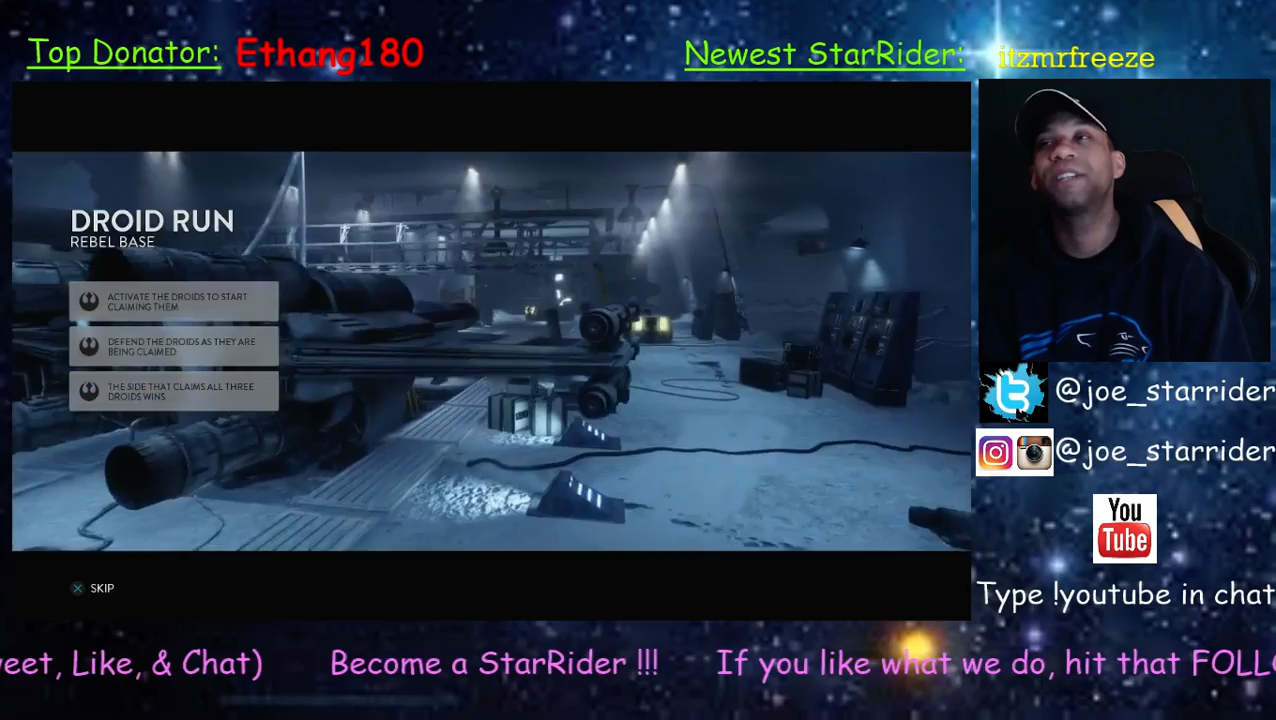 Top Donator: Ethang180
Newest StarRider: itzmrfreeze
DROID RUN
REBEL BASE
ACTIVATE THE DROIDS TO START
CLAIMING THEM
DEFEND THE DROIDS AS THEY ARE
BEING CLAIMED
THE SIDE THAT CLAIMS ALL THREE
DROIDS WINS
SKIP
@joe_starrider
@joe_starrider
You
Tube
Type !youtube in chat
weet, Like, & Chat) Become a StarRider !!! If you like what we do, hit that FOLLO